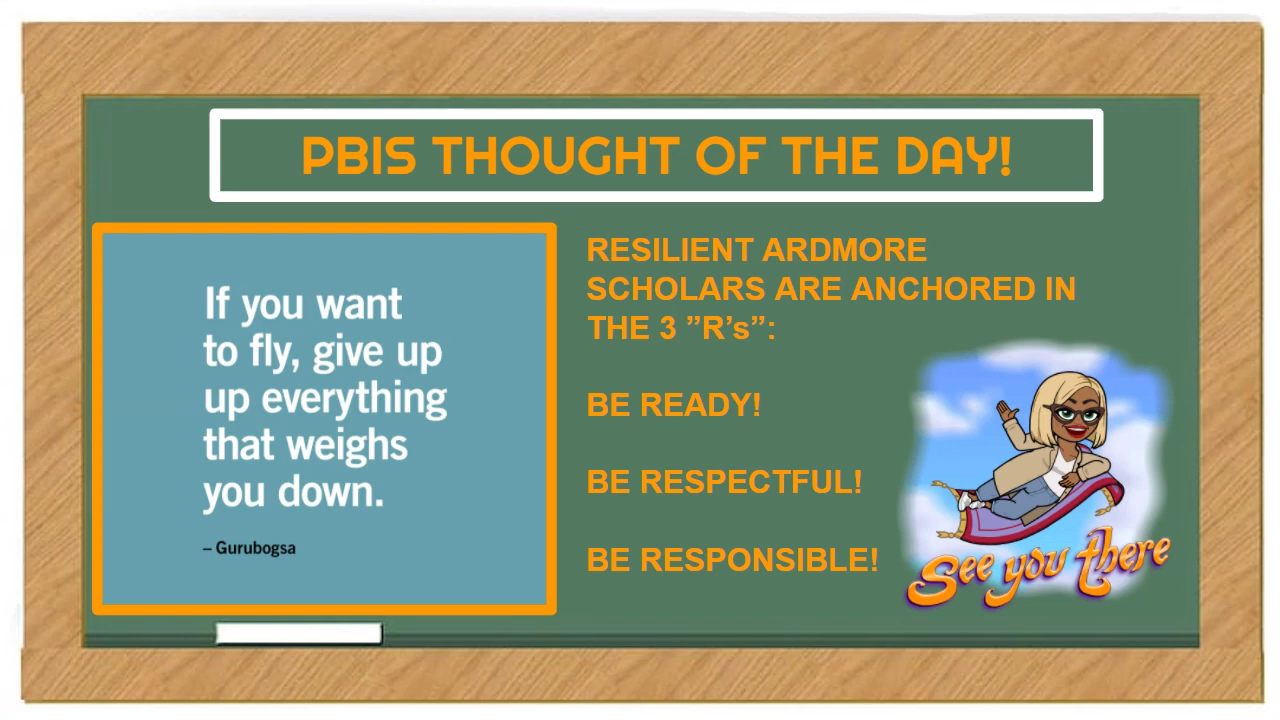 PBIS THOUGHT OF THE DAY!
If you want
to fly, give up
up everything
that weighs
you down.
– Gurubogsa
RESILIENT ARDMORE
SCHOLARS ARE ANCHORED IN
THE 3 ”R’s”:
BE READY!
BE RESPECTFUL!
BE RESPONSIBLE!
See you there